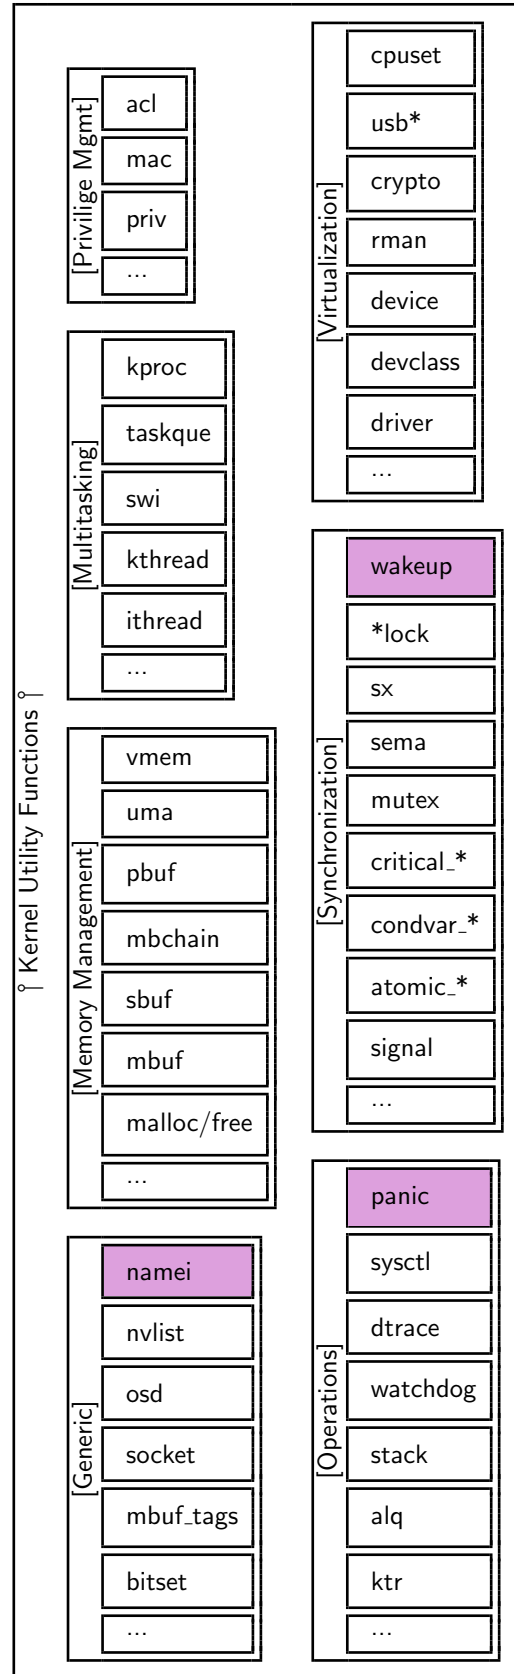 Kernel Utility Functions
[Privilige Mgmt]
acl
mac
priv
...
[Multitasking]
kproc
taskque
swi
kthread
ithread
...
[Memory Management]
vmem
uma
pbuf
mbchain
sbuf
mbuf
malloc/free
...
[Generic]
namei
nvlist
osd
socket
mbuf_tags
bitset
...
[Virtualization]
cpuset
usb*
crypto
rman
device
devclass
driver
...
[Synchronization]
wakeup
*lock
sx
sema
mutex
critical_*
condvar_*
atomic_*
signal
...
[Operations]
panic
sysctl
dtrace
watchdog
stack
alq
ktr
...